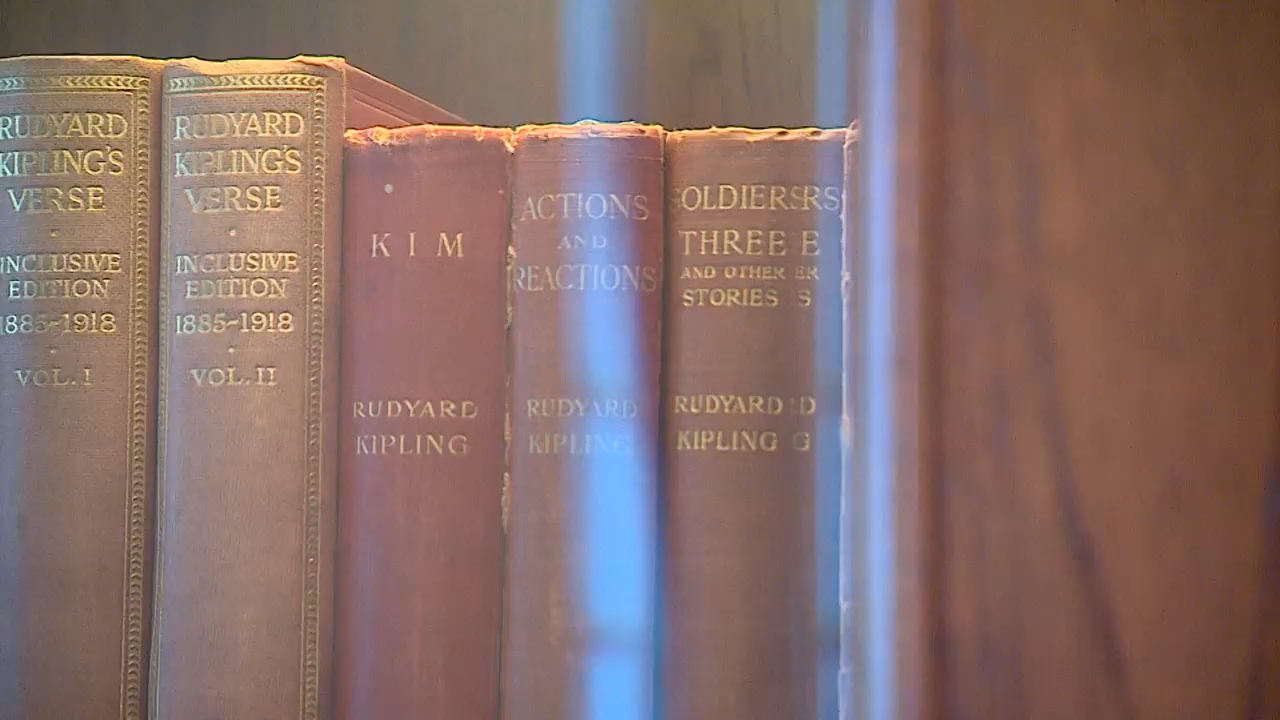 RUDYARD
KIPLING'S
VERSE
INCLUSIVE
EDITION
1885-1918
VOL. I
RUDYARD
KIPLING'S
VERSE
INCLUSIVE
EDITION
1885-1918
VOL. II
KIM
RUDYARD
KIPLING
ACTIONS
AND
REACTIONS
RUDYARD
KIPLING
SOLDIERS
THREE
AND OTHER
STORIES
RUDYARD
KIPLING